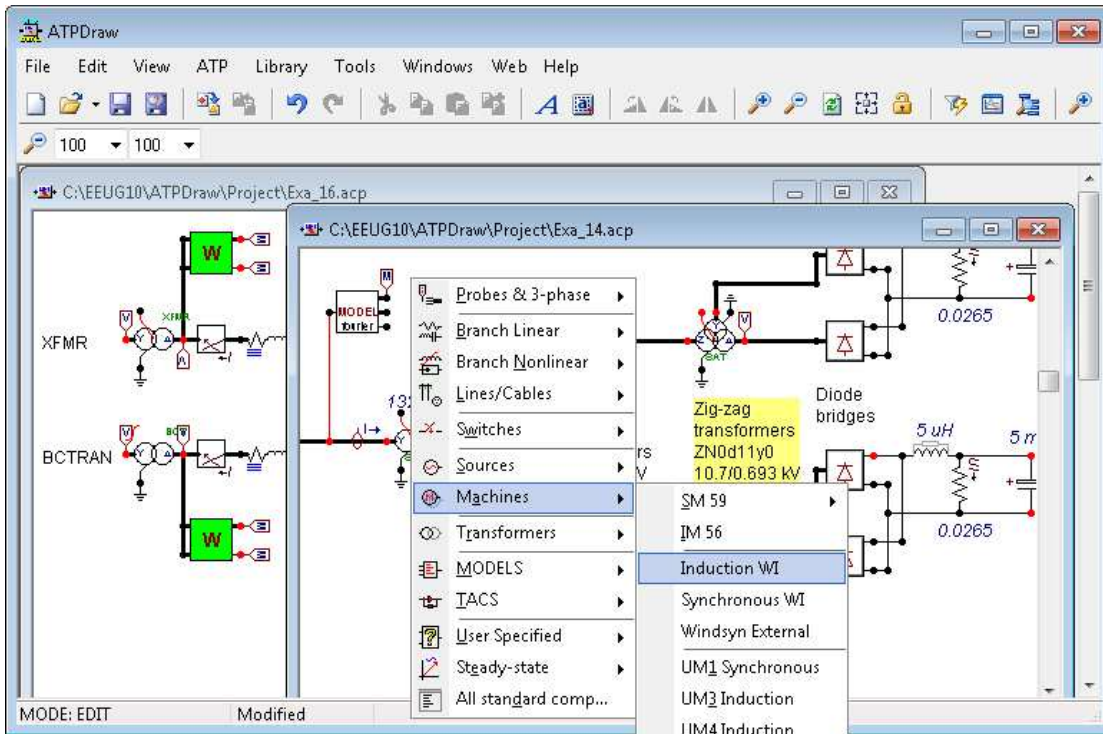 ATPDraw
File Edit View ATP Library Tools Windows Web Help
100 100
C:\EEUG10\ATPDraw\Project\Exa_16.acp
C:\EEUG10\ATPDraw\Project\Exa_14.acp
W
XFMR
XFMR
V
A
BCTRAN
V
W
M
MODEL
fourier
I
132
Probes & 3-phase
Branch Linear
Branch Nonlinear
Lines/Cables
Switches
Sources
Machines
Transformers
MODELS
TACS
User Specified
Steady-state
All standard comp...
SM 59
IM 56
Induction WI
Synchronous WI
Windsyn External
UM1 Synchronous
UM3 Induction
UM4 Induction
V
SAT
Zig-zag
transformers
ZN0d11y0
10.7/0.693 kV
rs
V
Diode
bridges
0.0265
5 uH
5 m
0.0265
MODE: EDIT Modified